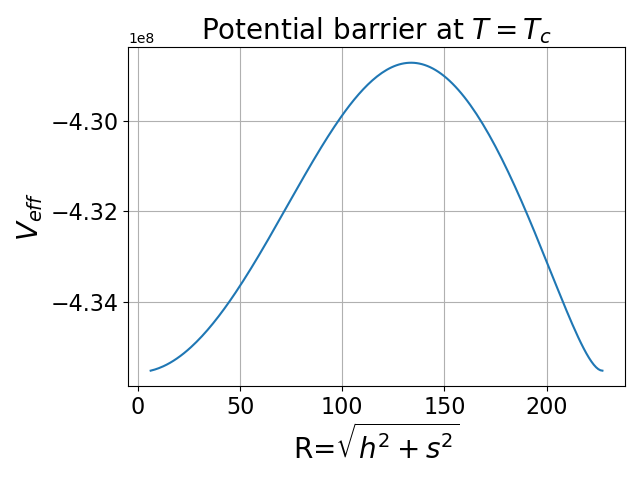 Potential barrier at T = T_c
1e8
−4.30
−4.32
−4.34
V_eff
0 50 100 150 200
R=√h² + s²